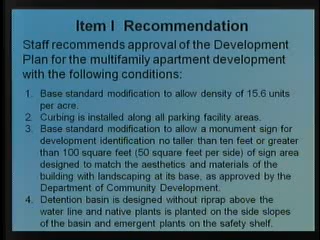 Item I Recommendation
Staff recommends approval of the Development
Plan for the multifamily apartment development
with the following conditions:
1. Base standard modification to allow density of 15.6 units
per acre.
2. Curbing is installed along all parking facility areas.
3. Base standard modification to allow a monument sign for
development identification no taller than ten feet or greater
than 100 square feet (50 square feet per side) of sign area
designed to match the aesthetics and materials of the
building with landscaping at its base, as approved by the
Department of Community Development.
4. Detention basin is designed without riprap above the
water line and native plants is planted on the side slopes
of the basin and emergent plants on the safety shelf.